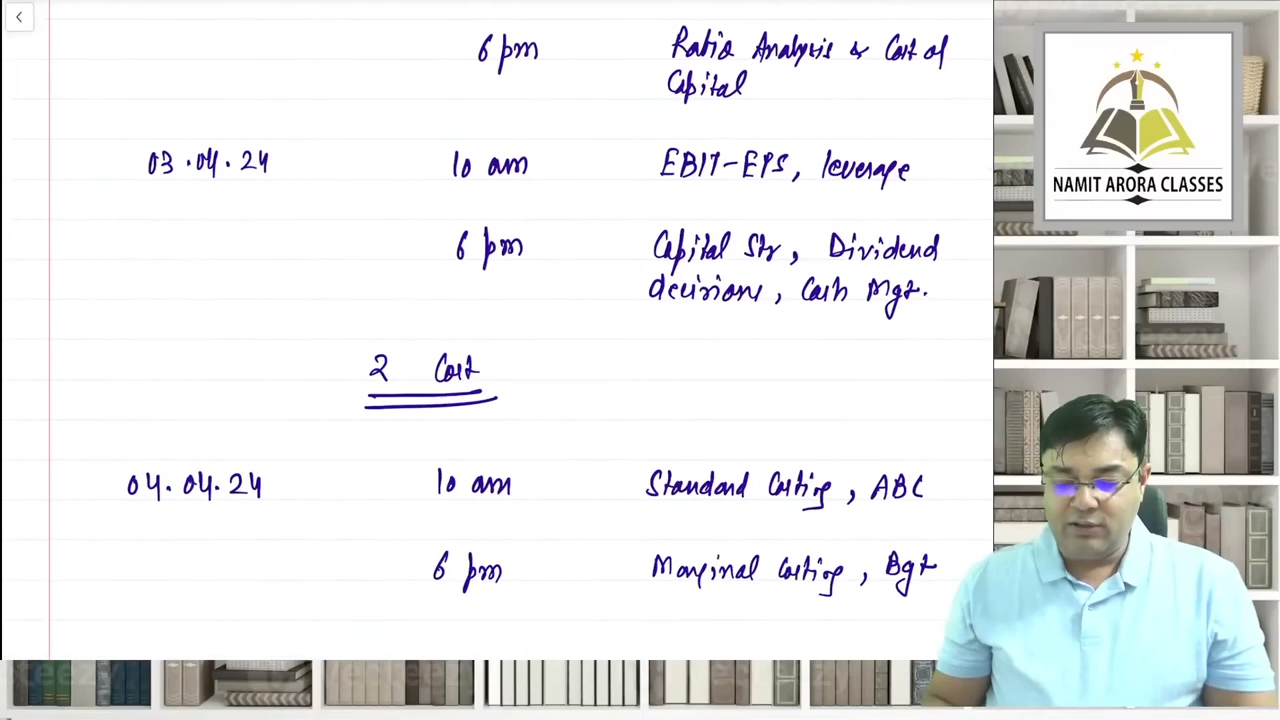 6 pm Ratio Analysis & Cost of
Capital
03.04.24 10 am EBIT-EPS, leverage
6 pm Capital Str, Dividend
decisions, Cash Mgt.
2 Cost
04.04.24 10 am Standard Costing, ABC
6 pm Marginal Costing, Bgt
NAMIT ARORA CLASSES